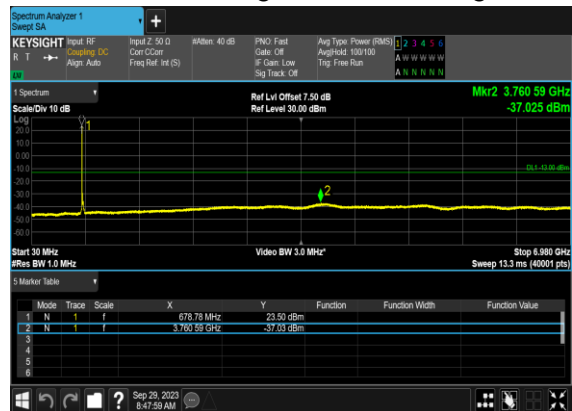 Spectrum Analyzer 1
Swept SA
+
KEYSIGHT Input: RF Input Z: 50 Ω #Atten: 40 dB PNO: Fast Avg Type: Power (RMS) 1 2 3 4 5 6
R T Coupling: DC Corr CCorr Gate: Off Avg|Hold: 100/100 A W W W W W
Align: Auto Freq Ref: Int (S) IF Gain: Low Trig: Free Run A N N N N N
Sig Track: Off
LXI
1 Spectrum Ref Lvl Offset 7.50 dB Mkr2 3.760 59 GHz
Scale/Div 10 dB Ref Level 30.00 dBm -37.025 dBm
Log
1
20.0
10.0
0.00
-10.0
DL1 -13.00 dBm
-20.0
2
-30.0
-40.0
-50.0
-60.0
Start 30 MHz Video BW 3.0 MHz* Stop 6.980 GHz
#Res BW 1.0 MHz Sweep 13.3 ms (40001 pts)
5 Marker Table
Mode Trace Scale X Y Function Function Width Function Value
1 N 1 f 678.78 MHz 23.50 dBm
2 N 1 f 3.760 59 GHz -37.03 dBm
3
4
5
6
? Sep 29, 2023
8:47:59 AM